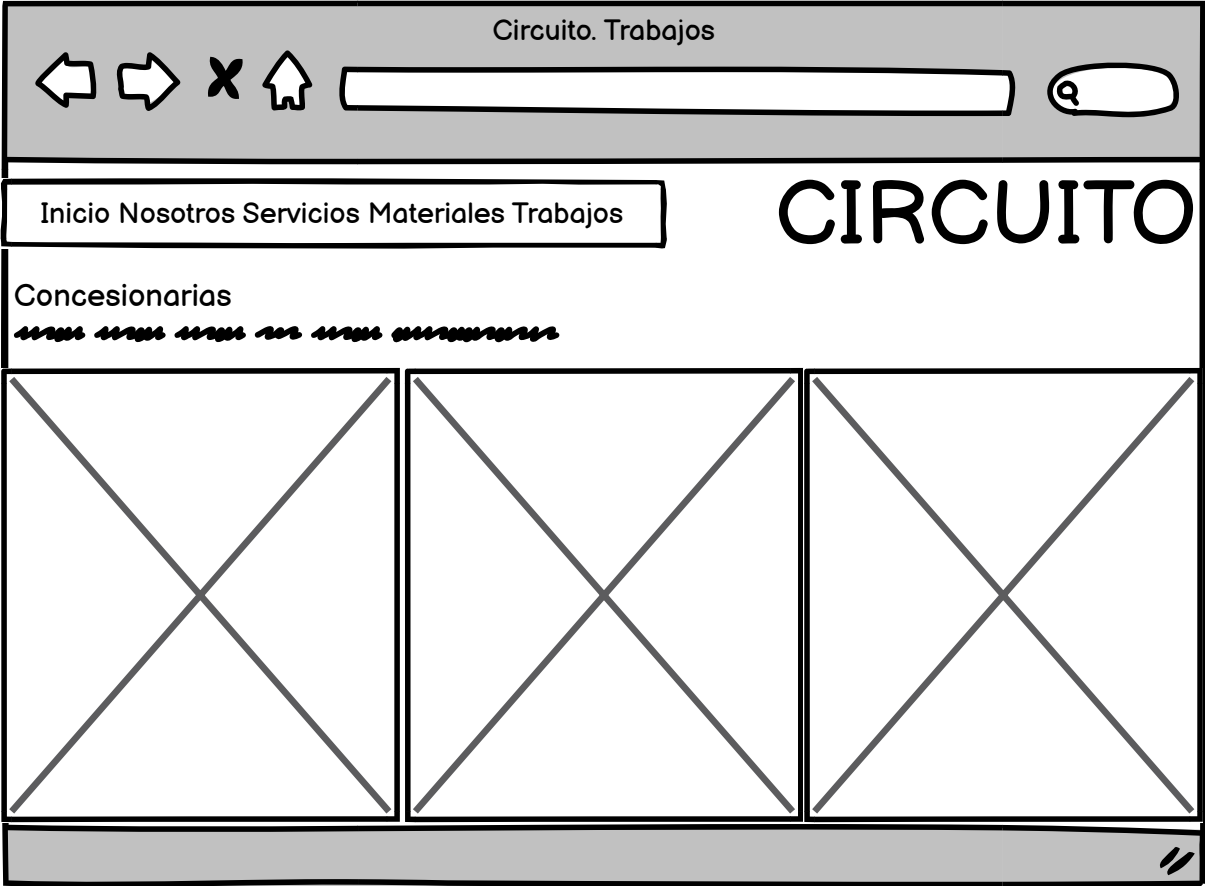 Circuito. Trabajos
Inicio Nosotros Servicios Materiales Trabajos
CIRCUITO
Concesionarias